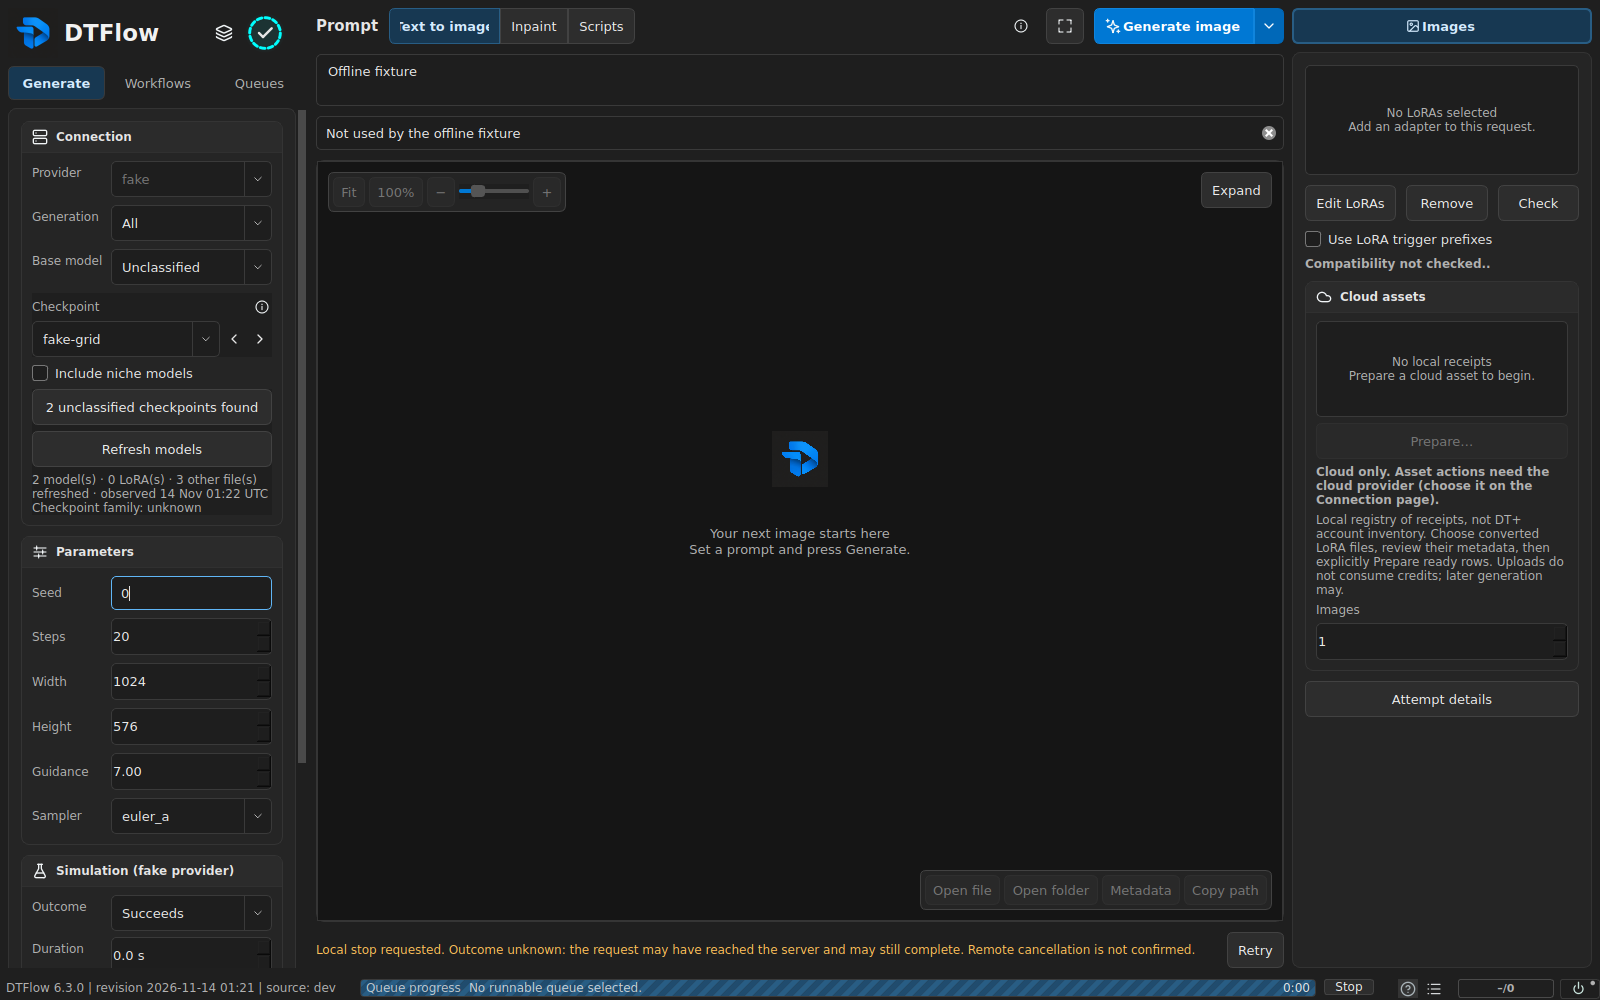 DTFlow
Prompt
Text to image
Inpaint
Scripts
Generate image
Images
Generate
Workflows
Queues
Offline fixture
Not used by the offline fixture
Connection
Provider
fake
Generation
All
Base model
Unclassified
Checkpoint
fake-grid
Include niche models
2 unclassified checkpoints found
Refresh models
2 model(s) · 0 LoRA(s) · 3 other file(s)
refreshed · observed 14 Nov 01:22 UTC
Checkpoint family: unknown
Parameters
Seed
0
Steps
20
Width
1024
Height
576
Guidance
7.00
Sampler
euler_a
Simulation (fake provider)
Outcome
Succeeds
Duration
0.0 s
Fit
100%
−
+
Expand
Your next image starts here
Set a prompt and press Generate.
Open file
Open folder
Metadata
Copy path
Local stop requested. Outcome unknown: the request may have reached the server and may still complete. Remote cancellation is not confirmed.
Retry
No LoRAs selected
Add an adapter to this request.
Edit LoRAs
Remove
Check
Use LoRA trigger prefixes
Compatibility not checked..
Cloud assets
No local receipts
Prepare a cloud asset to begin.
Prepare...
Cloud only. Asset actions need the
cloud provider (choose it on the
Connection page).
Local registry of receipts, not DT+
account inventory. Choose converted
LoRA files, review their metadata, then
explicitly Prepare ready rows. Uploads do
not consume credits; later generation
may.
Images
1
Attempt details
DTFlow 6.3.0 | revision 2026-11-14 01:21 | source: dev
Queue progress No runnable queue selected.
0:00
Stop
-/0